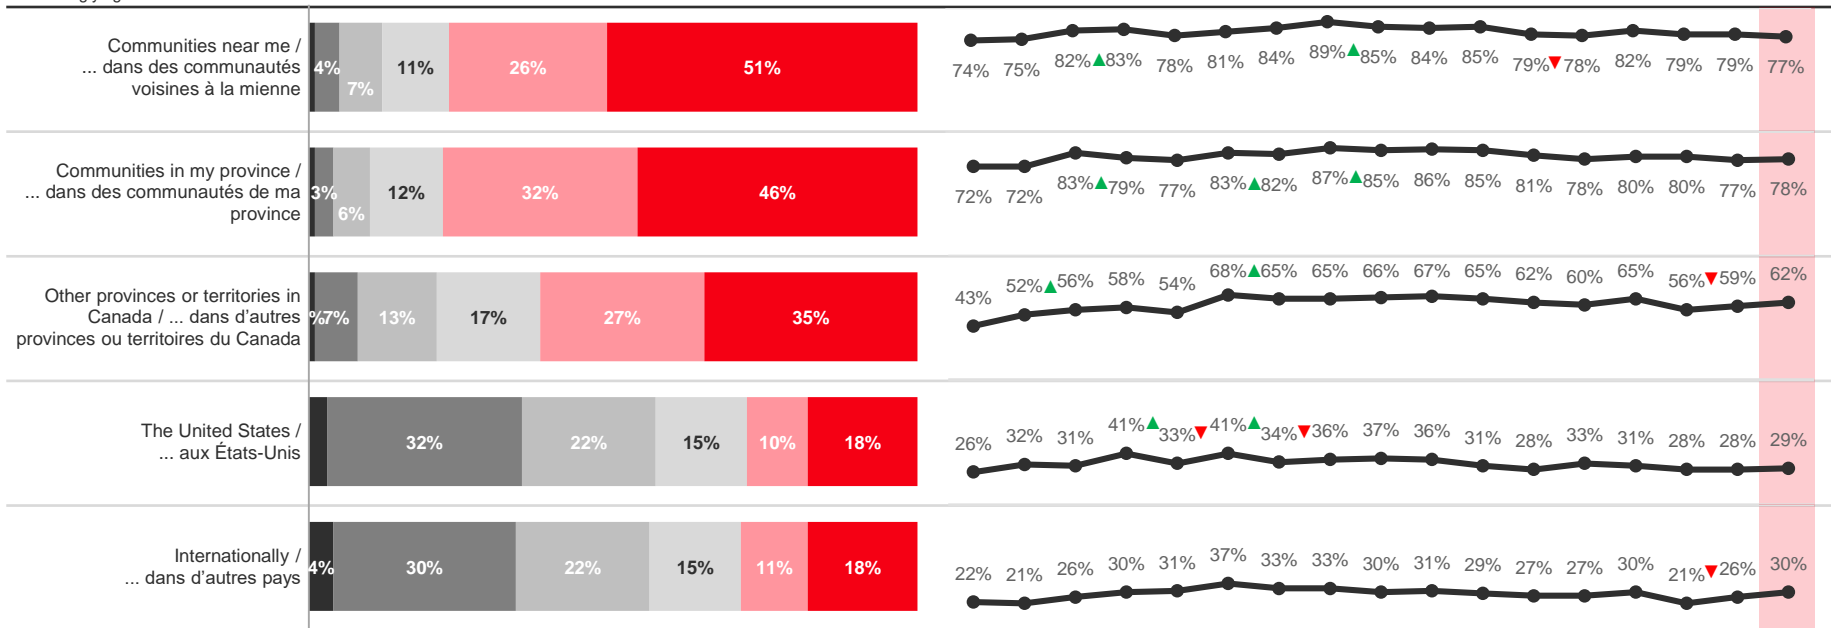 Communities near me /
... dans des communautés
voisines à la mienne
4% 7% 11% 26% 51%
74% 75% 82%▲83% 78% 81% 84% 89%▲85% 84% 85% 79%▼78% 82% 79% 79% 77%
Communities in my province /
... dans des communautés de ma
province
3% 6% 12% 32% 46%
72% 72% 83%▲79% 77% 83%▲82% 87%▲85% 86% 85% 81% 78% 80% 80% 77% 78%
Other provinces or territories in
Canada / ... dans d'autres
provinces ou territoires du Canada
% 7% 13% 17% 27% 35%
43% 52%▲56% 58% 54% 68%▲65% 65% 66% 67% 65% 62% 60% 65% 56%▼59% 62%
The United States /
... aux États-Unis
32% 22% 15% 10% 18%
26% 32% 31% 41%▲33%▼41%▲34%▼36% 37% 36% 31% 28% 33% 31% 28% 28% 29%
Internationally /
... dans d'autres pays
4% 30% 22% 15% 11% 18%
22% 21% 26% 30% 31% 37% 33% 33% 30% 31% 29% 27% 27% 30% 21%▼26% 30%